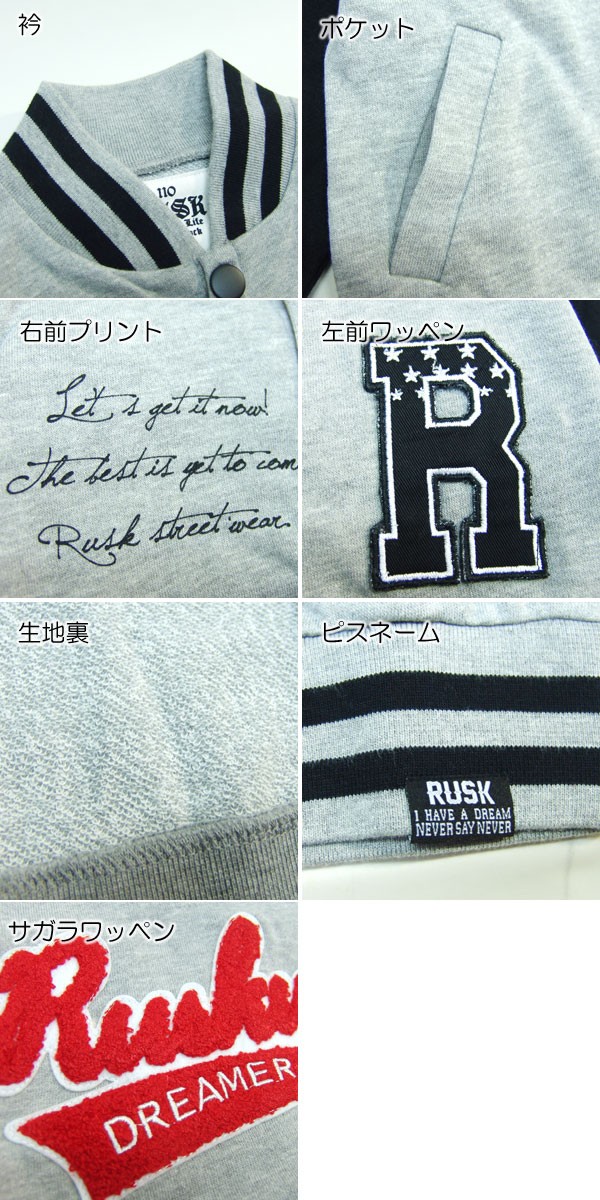 衿
110
SK
Life
ポケット
右前プリント
Let's get it now!
The best is yet to com
Rusk street wear.
左前ワッペン
R
生地裏
ピスネーム
RUSK
I HAVE A DREAM
NEVER SAY NEVER
サガラワッペン
Rusk
DREAMER